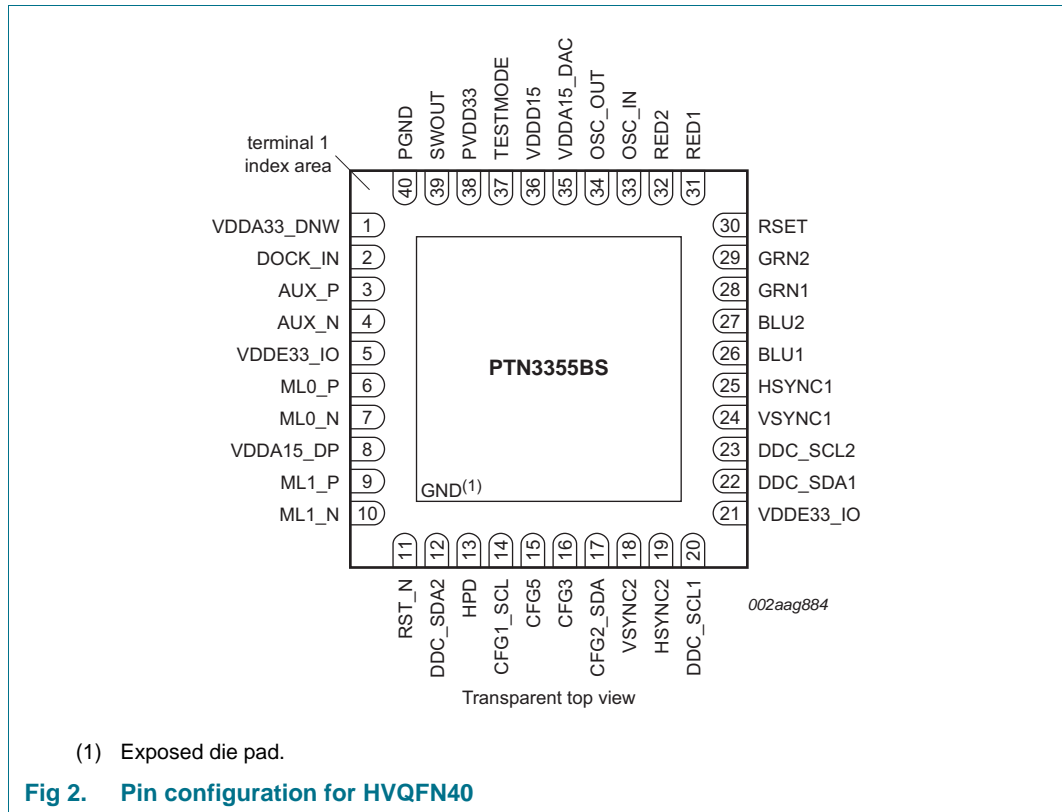 PGND
SWOUT
PVDD33
TESTMODE
VDDD15
VDDA15_DAC
OSC_OUT
OSC_IN
RED2
RED1
terminal 1
index area
40 39 38 37 36 35 34 33 32 31
VDDA33_DNW 1 30 RSET
DOCK_IN 2 29 GRN2
AUX_P 3 28 GRN1
AUX_N 4 27 BLU2
VDDE33_IO 5 26 BLU1
PTN3355BS
ML0_P 6 25 HSYNC1
ML0_N 7 24 VSYNC1
VDDA15_DP 8 23 DDC_SCL2
ML1_P 9 22 DDC_SDA1
GND(1)
ML1_N 10 21 VDDE33_IO
11 12 13 14 15 16 17 18 19 20
RST_N
DDC_SDA2
HPD
CFG1_SCL
CFG5
CFG3
CFG2_SDA
VSYNC2
HSYNC2
DDC_SCL1
002aag884
Transparent top view
(1) Exposed die pad.
Fig 2. Pin configuration for HVQFN40